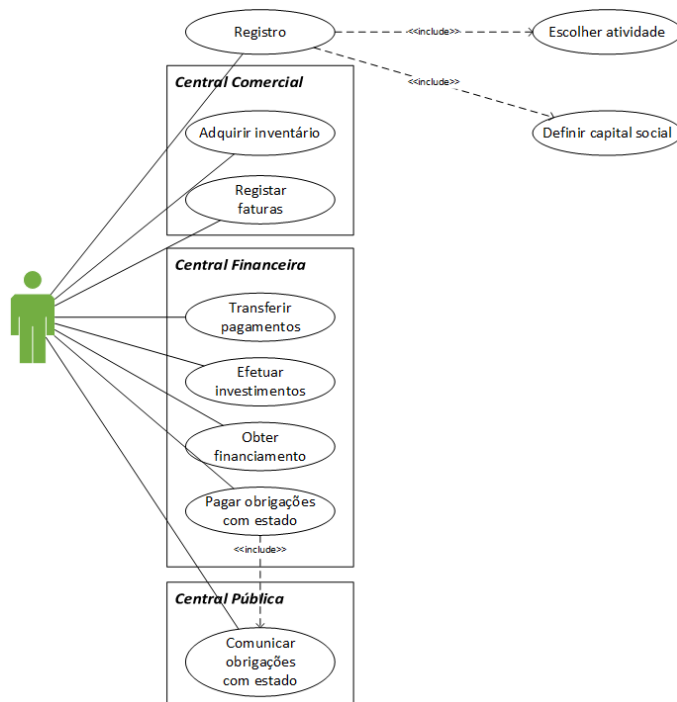 Registro
<<include>>
Escolher atividade
<<include>>
Central Comercial
Adquirir inventário
Definir capital social
Registar
faturas
Central Financeira
Transferir
pagamentos
Efetuar
investimentos
Obter
financiamento
Pagar obrigações
com estado
<<include>>
Central Pública
Comunicar
obrigações
com estado